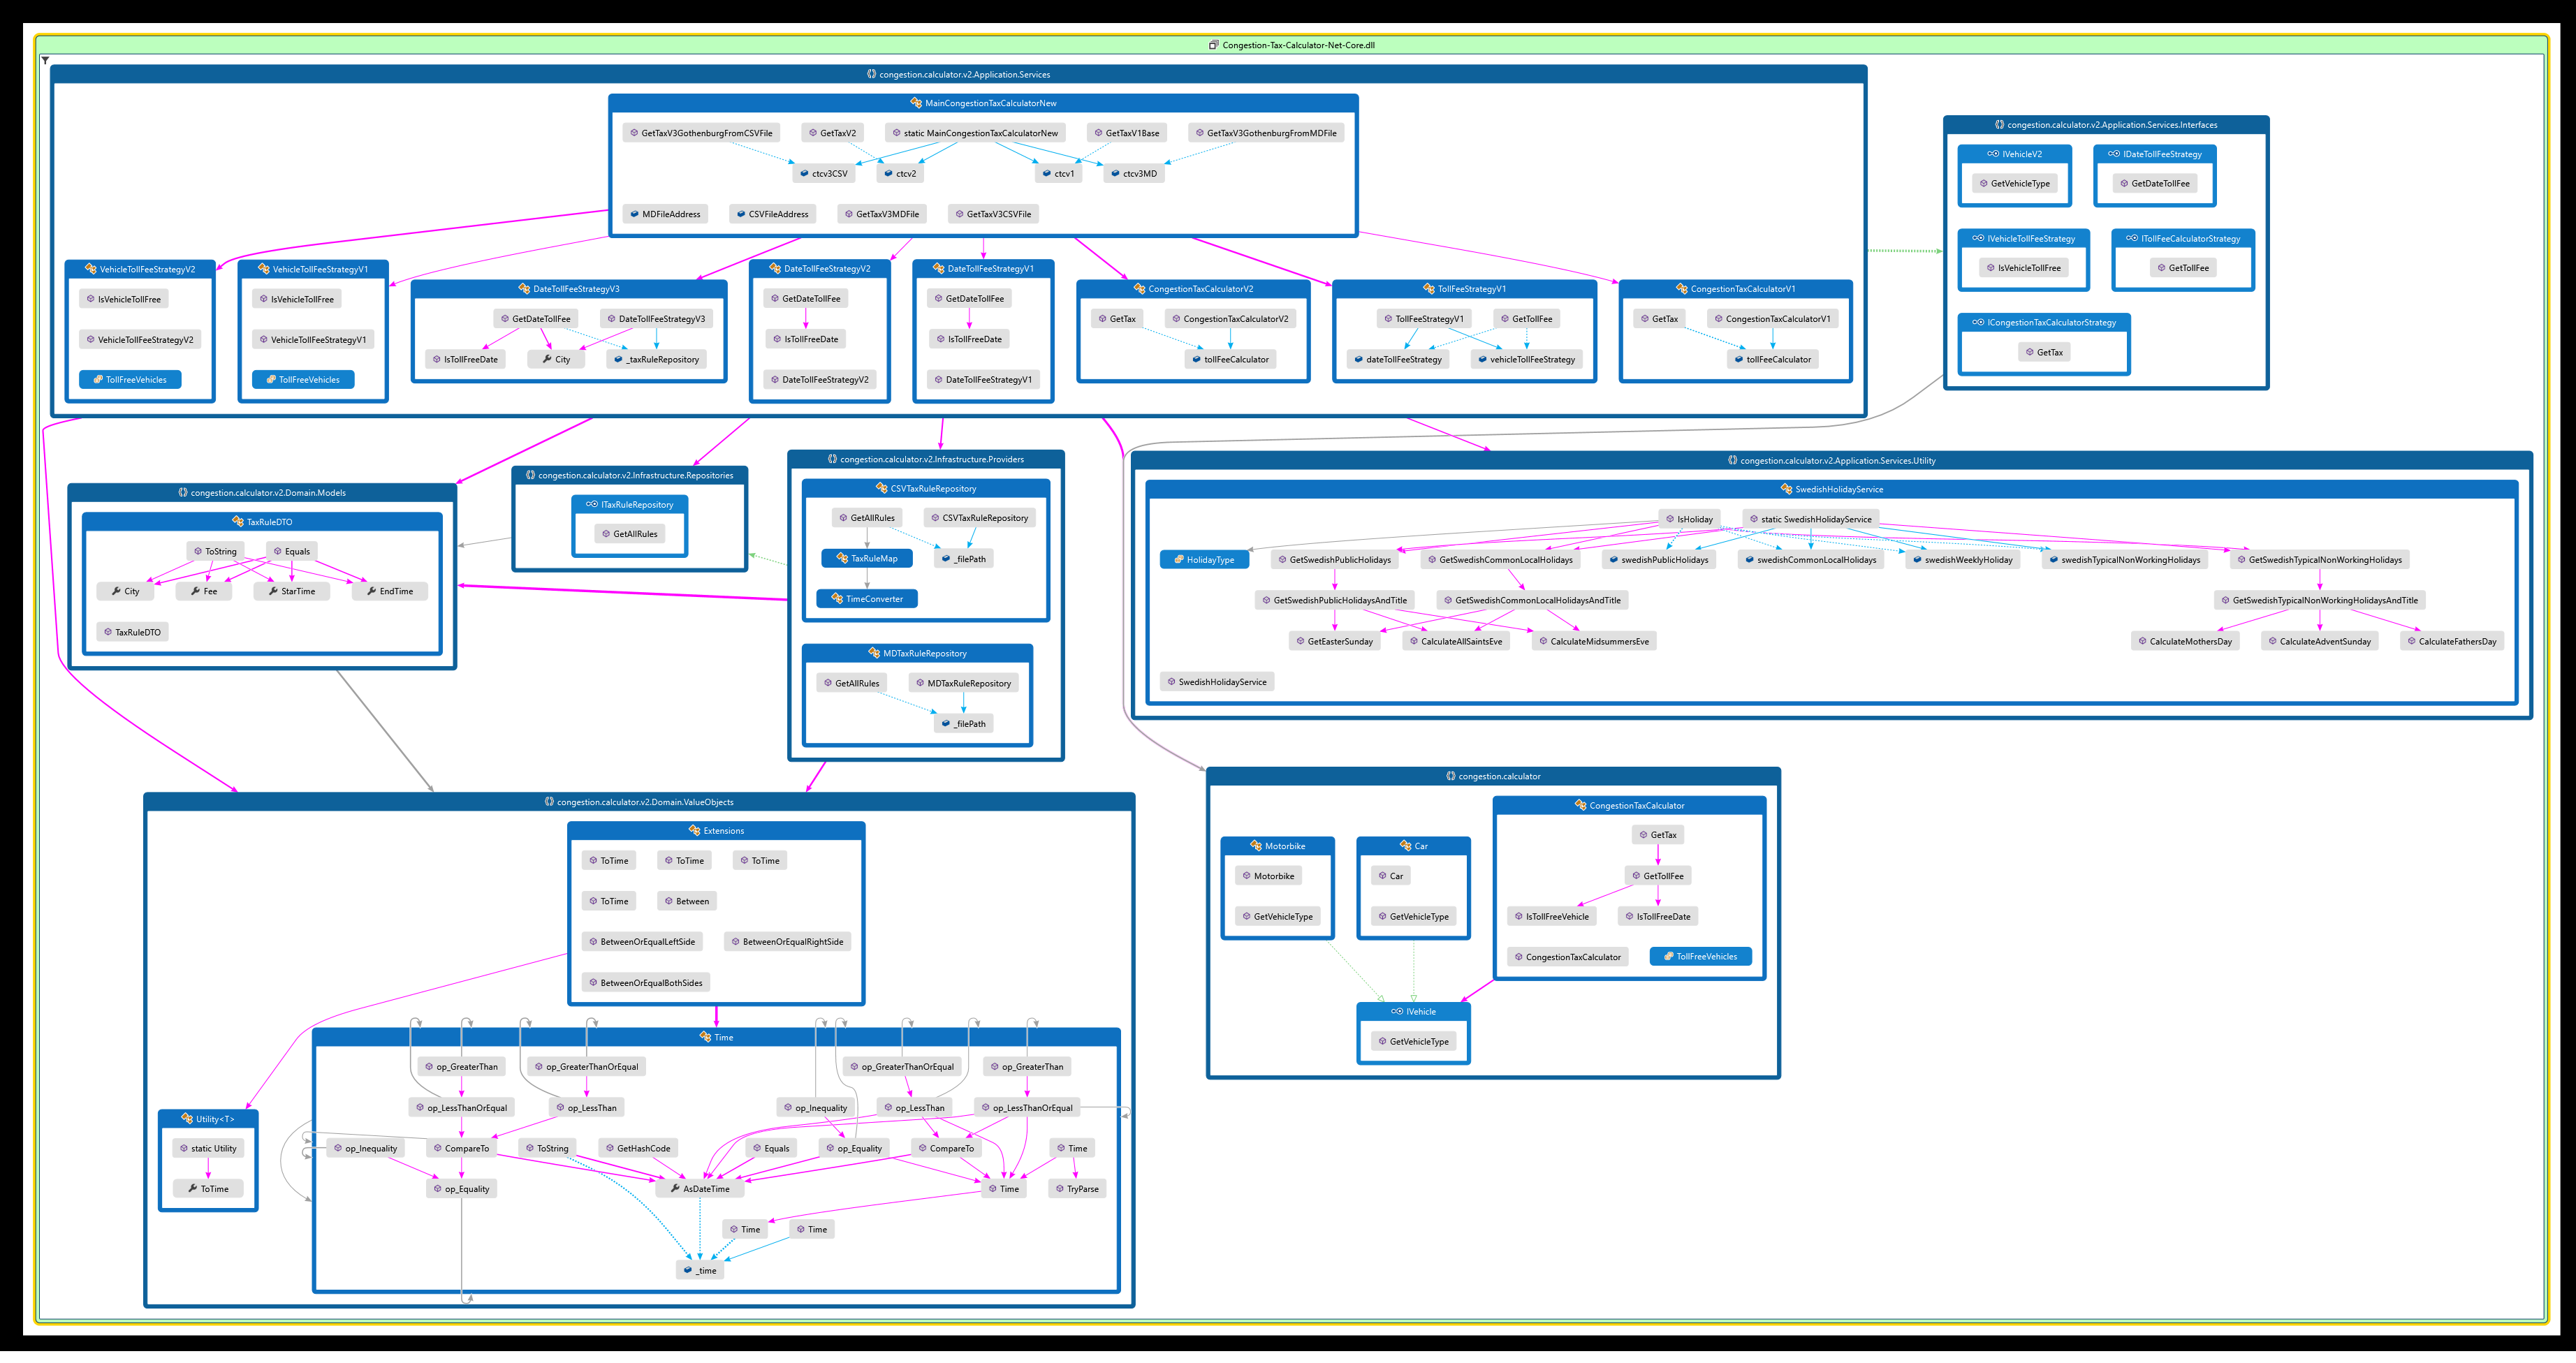 Congestion-Tax-Calculator-Net-Core.dll
congestion.calculator.v2.Application.Services
MainCongestionTaxCalculatorNew
GetTaxV3GothenburgFromCSVFile
GetTaxV2
static MainCongestionTaxCalculatorNew
GetTaxV1Base
GetTaxV3GothenburgFromMDFile
ctcv3CSV
ctcv2
ctcv1
ctcv3MD
MDFileAddress
CSVFileAddress
GetTaxV3MDFile
GetTaxV3CSVFile
VehicleTollFeeStrategyV2
IsVehicleTollFree
VehicleTollFeeStrategyV2
TollFreeVehicles
VehicleTollFeeStrategyV1
IsVehicleTollFree
VehicleTollFeeStrategyV1
TollFreeVehicles
DateTollFeeStrategyV3
GetDateTollFee
DateTollFeeStrategyV3
IsTollFreeDate
City
_taxRuleRepository
DateTollFeeStrategyV2
GetDateTollFee
IsTollFreeDate
DateTollFeeStrategyV2
DateTollFeeStrategyV1
GetDateTollFee
IsTollFreeDate
DateTollFeeStrategyV1
CongestionTaxCalculatorV2
GetTax
CongestionTaxCalculatorV2
tollFeeCalculator
TollFeeStrategyV1
TollFeeStrategyV1
GetTollFee
dateTollFeeStrategy
vehicleTollFeeStrategy
CongestionTaxCalculatorV1
GetTax
CongestionTaxCalculatorV1
tollFeeCalculator
congestion.calculator.v2.Application.Services.Interfaces
IVehicleV2
GetVehicleType
IDateTollFeeStrategy
GetDateTollFee
IVehicleTollFeeStrategy
IsVehicleTollFree
ITollFeeCalculatorStrategy
GetTollFee
ICongestionTaxCalculatorStrategy
GetTax
congestion.calculator.v2.Domain.Models
TaxRuleDTO
ToString
Equals
City
Fee
StarTime
EndTime
TaxRuleDTO
congestion.calculator.v2.Infrastructure.Repositories
ITaxRuleRepository
GetAllRules
congestion.calculator.v2.Infrastructure.Providers
CSVTaxRuleRepository
GetAllRules
CSVTaxRuleRepository
TaxRuleMap
_filePath
TimeConverter
MDTaxRuleRepository
GetAllRules
MDTaxRuleRepository
_filePath
congestion.calculator.v2.Application.Services.Utility
SwedishHolidayService
IsHoliday
static SwedishHolidayService
HolidayType
GetSwedishPublicHolidays
GetSwedishCommonLocalHolidays
swedishPublicHolidays
swedishCommonLocalHolidays
swedishWeeklyHoliday
swedishTypicalNonWorkingHolidays
GetSwedishTypicalNonWorkingHolidays
GetSwedishPublicHolidaysAndTitle
GetSwedishCommonLocalHolidaysAndTitle
GetSwedishTypicalNonWorkingHolidaysAndTitle
GetEasterSunday
CalculateAllSaintsEve
CalculateMidsummersEve
CalculateMothersDay
CalculateAdventSunday
CalculateFathersDay
SwedishHolidayService
congestion.calculator.v2.Domain.ValueObjects
Extensions
ToTime
ToTime
ToTime
ToTime
Between
BetweenOrEqualLeftSide
BetweenOrEqualRightSide
BetweenOrEqualBothSides
Utility<T>
static Utility
ToTime
Time
op_GreaterThan
op_GreaterThanOrEqual
op_GreaterThanOrEqual
op_GreaterThan
op_LessThanOrEqual
op_LessThan
op_Inequality
op_LessThan
op_LessThanOrEqual
op_Inequality
CompareTo
ToString
GetHashCode
Equals
op_Equality
CompareTo
Time
op_Equality
AsDateTime
Time
TryParse
Time
Time
_time
congestion.calculator
Motorbike
Motorbike
GetVehicleType
Car
Car
GetVehicleType
CongestionTaxCalculator
GetTax
GetTollFee
IsTollFreeVehicle
IsTollFreeDate
CongestionTaxCalculator
TollFreeVehicles
IVehicle
GetVehicleType